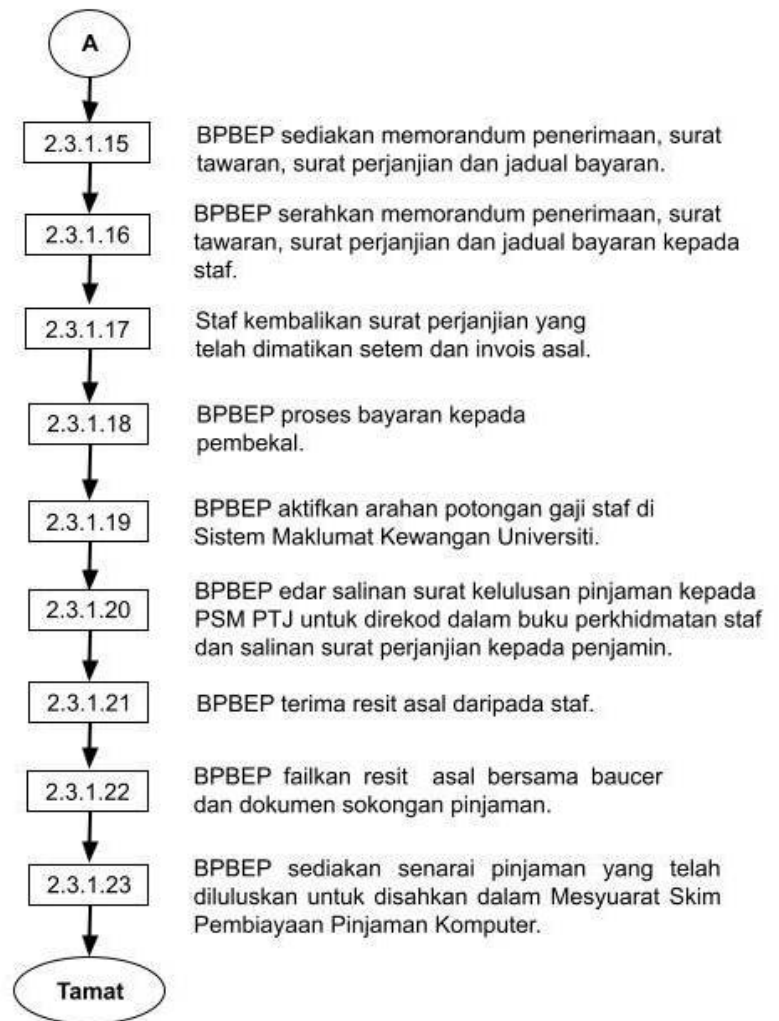 A
2.3.1.15
BPBEP sediakan memorandum penerimaan, surat
tawaran, surat perjanjian dan jadual bayaran.
2.3.1.16
BPBEP serahkan memorandum penerimaan, surat
tawaran, surat perjanjian dan jadual bayaran kepada
staf.
2.3.1.17
Staf kembalikan surat perjanjian yang
telah dimatikan setem dan invois asal.
2.3.1.18
BPBEP proses bayaran kepada
pembekal.
2.3.1.19
BPBEP aktifkan arahan potongan gaji staf di
Sistem Maklumat Kewangan Universiti.
2.3.1.20
BPBEP edar salinan surat kelulusan pinjaman kepada
PSM PTJ untuk direkod dalam buku perkhidmatan staf
dan salinan surat perjanjian kepada penjamin.
2.3.1.21
BPBEP terima resit asal daripada staf.
2.3.1.22
BPBEP failkan resit asal bersama baucer
dan dokumen sokongan pinjaman.
2.3.1.23
BPBEP sediakan senarai pinjaman yang telah
diluluskan untuk disahkan dalam Mesyuarat Skim
Pembiayaan Pinjaman Komputer.
Tamat